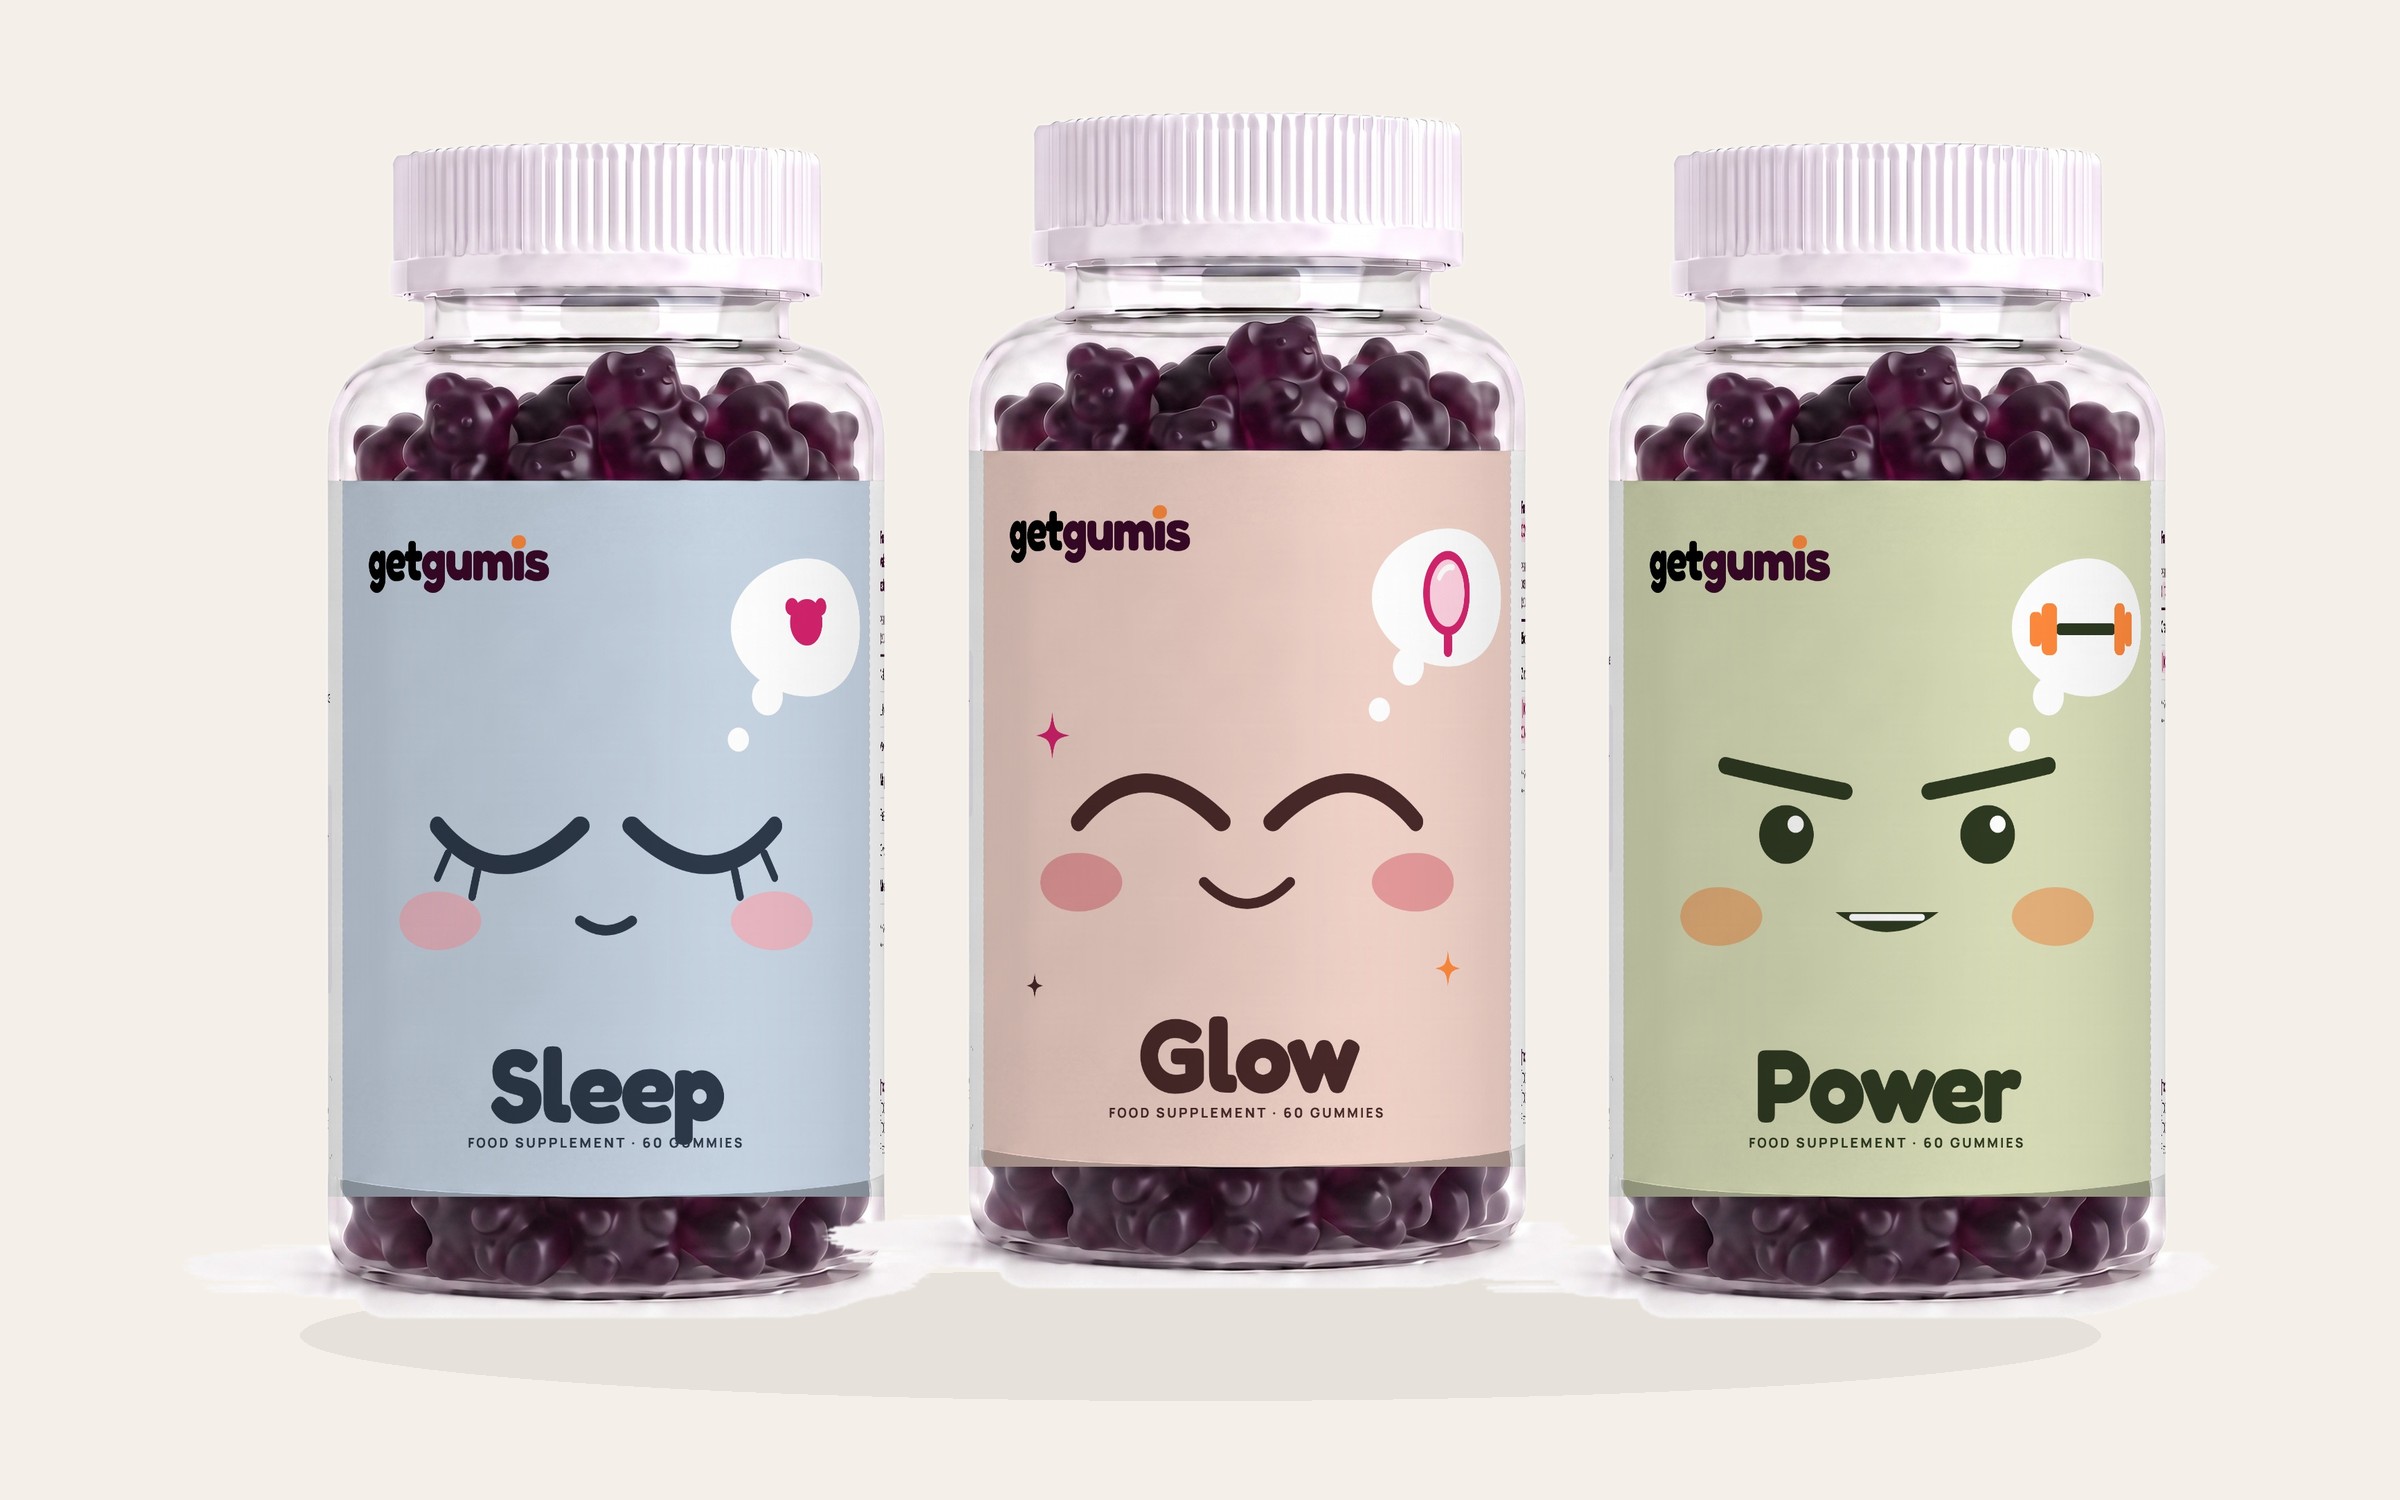 getgumis
Sleep
FOOD SUPPLEMENT · 60 GUMMIES
getgumis
Glow
FOOD SUPPLEMENT · 60 GUMMIES
getgumis
Power
FOOD SUPPLEMENT · 60 GUMMIES